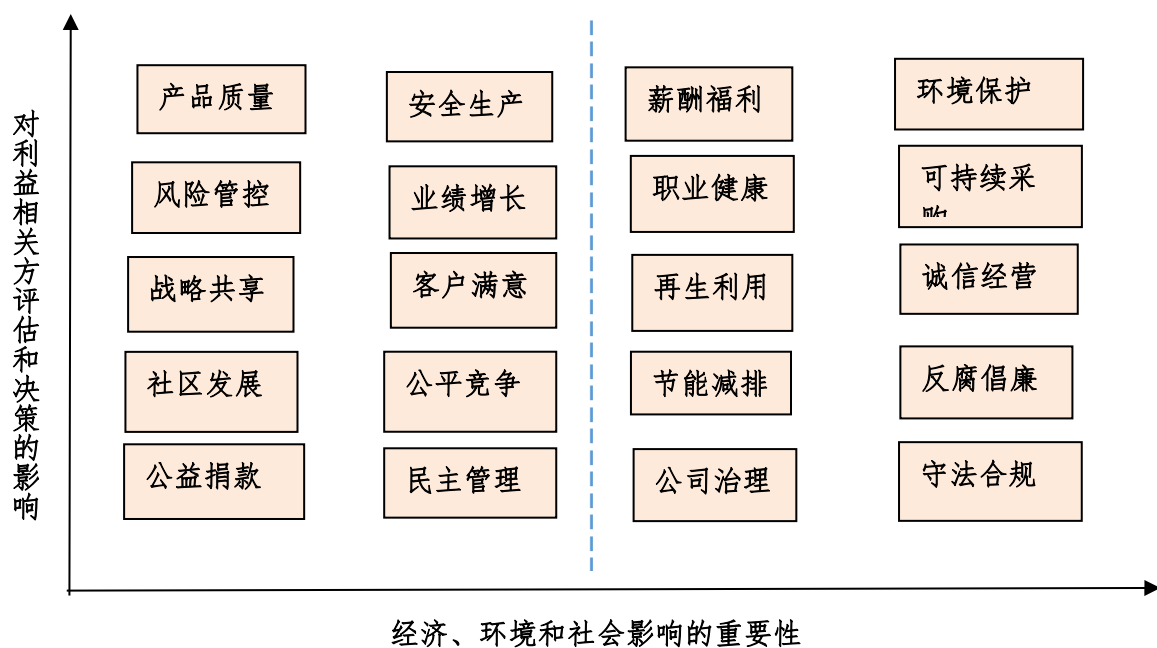 对利益相关方评估和决策的影响
产品质量
安全生产
薪酬福利
环境保护
风险管控
业绩增长
职业健康
可持续采
购
战略共享
客户满意
再生利用
诚信经营
社区发展
公平竞争
节能减排
反腐倡廉
公益捐款
民主管理
公司治理
守法合规
经济、环境和社会影响的重要性